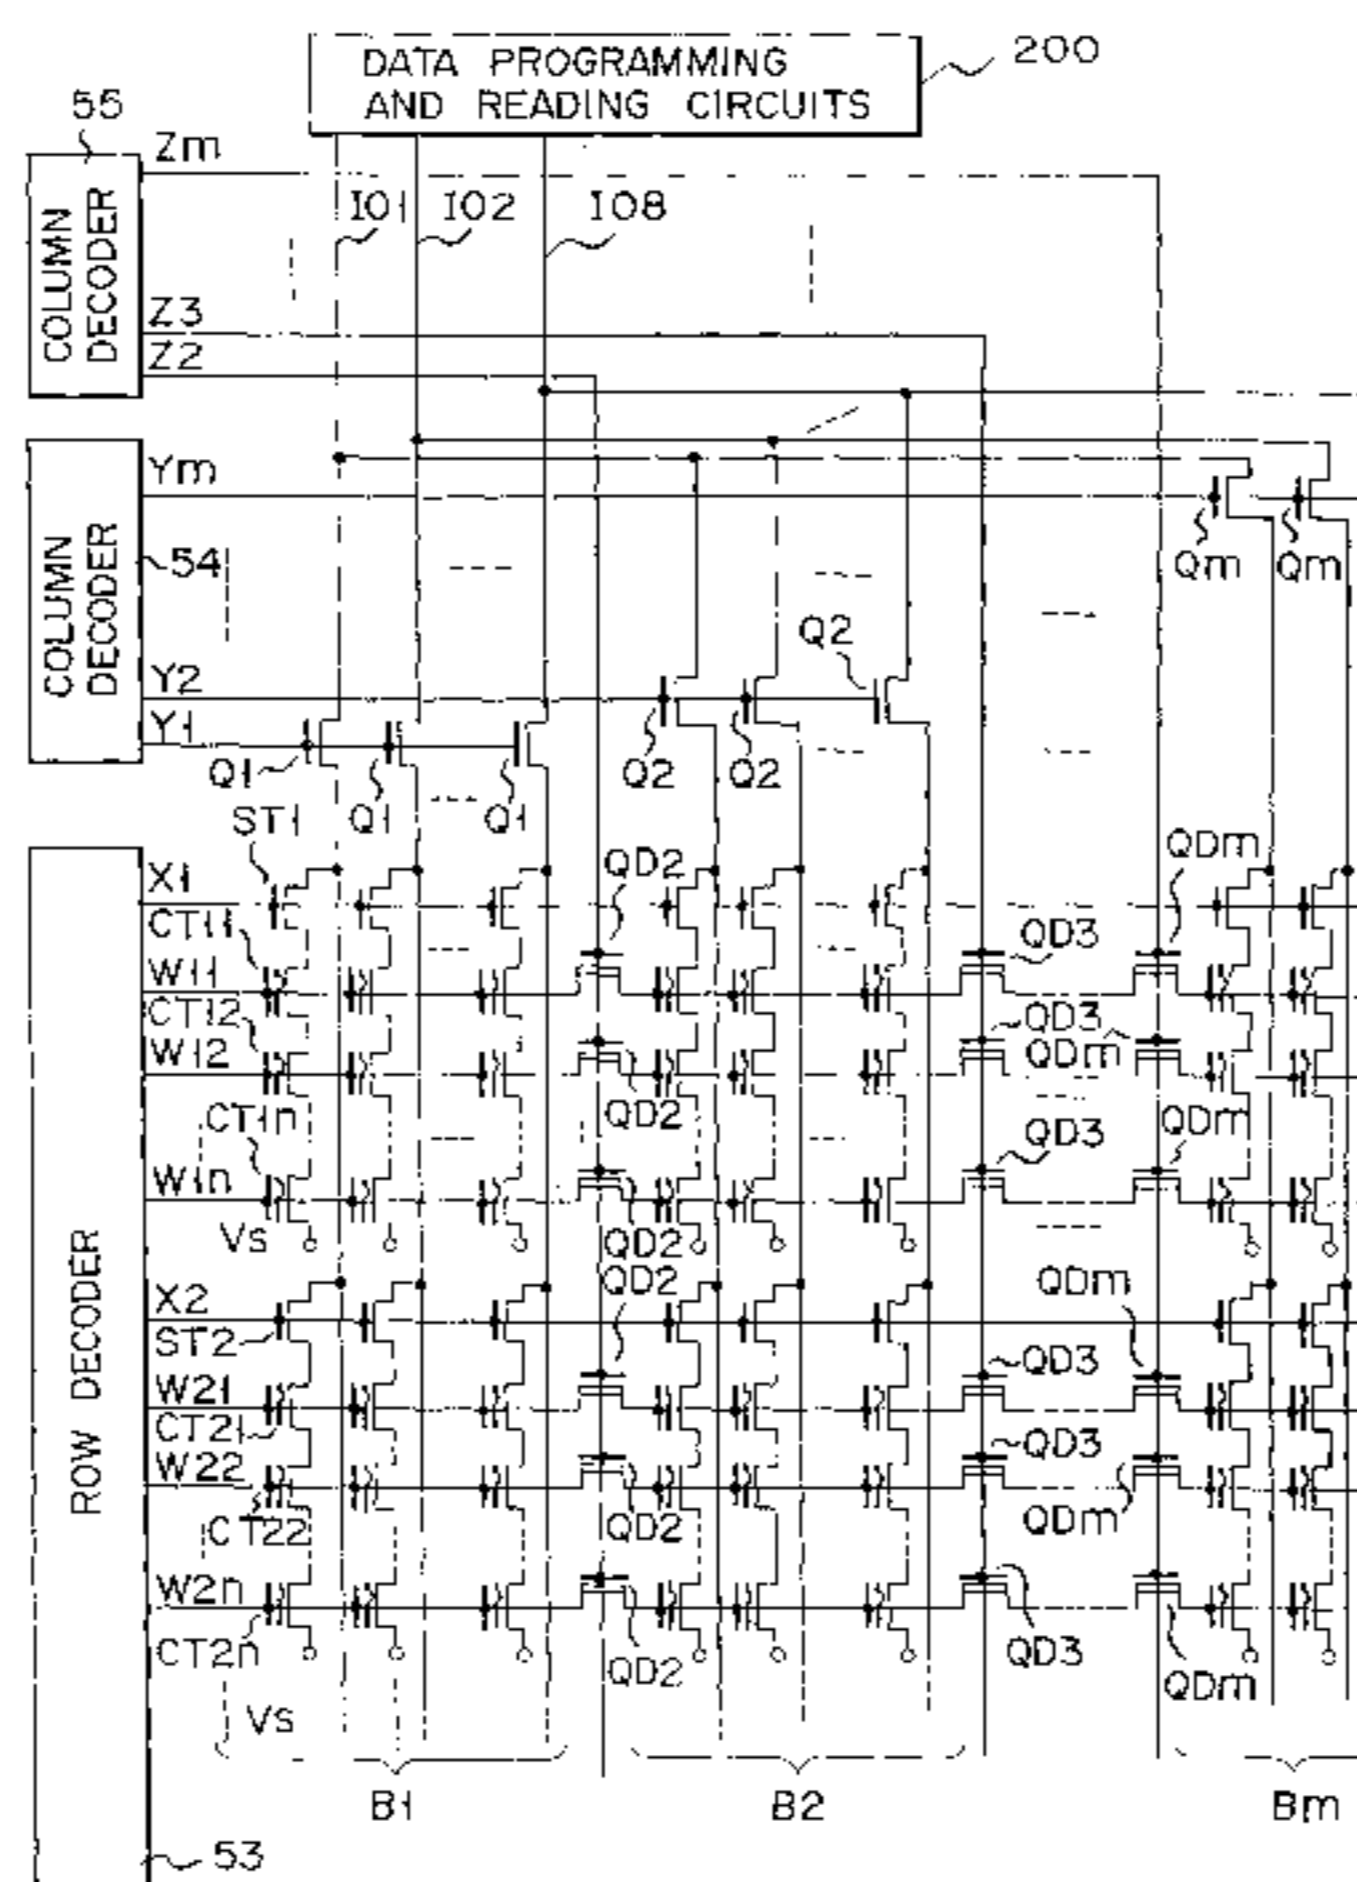 DATA PROGRAMMING
AND READING CIRCUITS
200
55
Zm
COLUMN
DECODER
IO1
IO2
IO8
Z3
Z2
Ym
COLUMN
DECODER
54
Qm
Qm
Q2
Y2
Y1
Q1
Q1
Q1
Q2
Q2
ST1
X1
QD2
QDm
CT11
QD3
W11
CT12
QD3
W12
QDm
CT1n
QD2
QD3
QDm
W1n
Vs
QD2
QD2
QDm
X2
ST2
QD3
W21
CT21
QD3
W22
CT22
QD2
QDm
W2n
CT2n
QD2
QD3
QDm
Vs
ROW DECODER
B1
B2
Bm
53